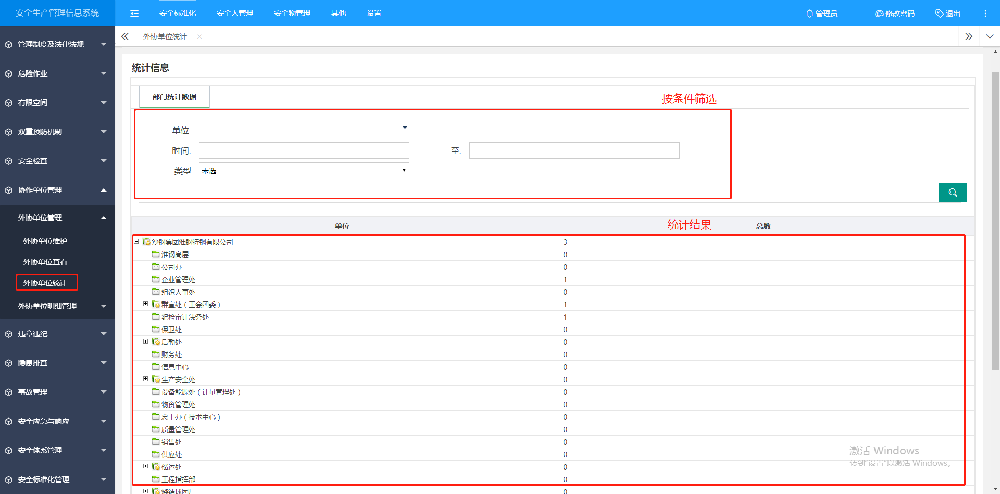 安全生产管理信息系统
安全标准化 安全人管理 安全物管理 其他 设置
管理员 修改密码 退出
外协单位统计 ×
管理制度及法律法规
危险作业
有限空间
双重预防机制
安全检查
协作单位管理
外协单位管理
外协单位维护
外协单位查看
外协单位统计
外协单位明细管理
违章违纪
隐患排查
事故管理
安全应急与响应
安全体系管理
安全标准化管理
统计信息
部门统计数据
按条件筛选
单位:
时间: 至:
类型 未选
单位 统计结果 总数
沙钢集团淮钢特钢有限公司 3
淮钢高层 0
公司办 0
企业管理处 1
组织人事处 0
群宣处（工会团委） 1
纪检审计法务处 1
保卫处 0
后勤处 0
财务处 0
信息中心 0
生产安全处 0
设备能源处（计量管理处） 0
物资管理处 0
总工办（技术中心） 0
质量管理处 0
销售处 0
供应处 0
储运处 0
工程指挥部 0
烧结球团厂 0
激活 Windows
转到"设置"以激活 Windows。